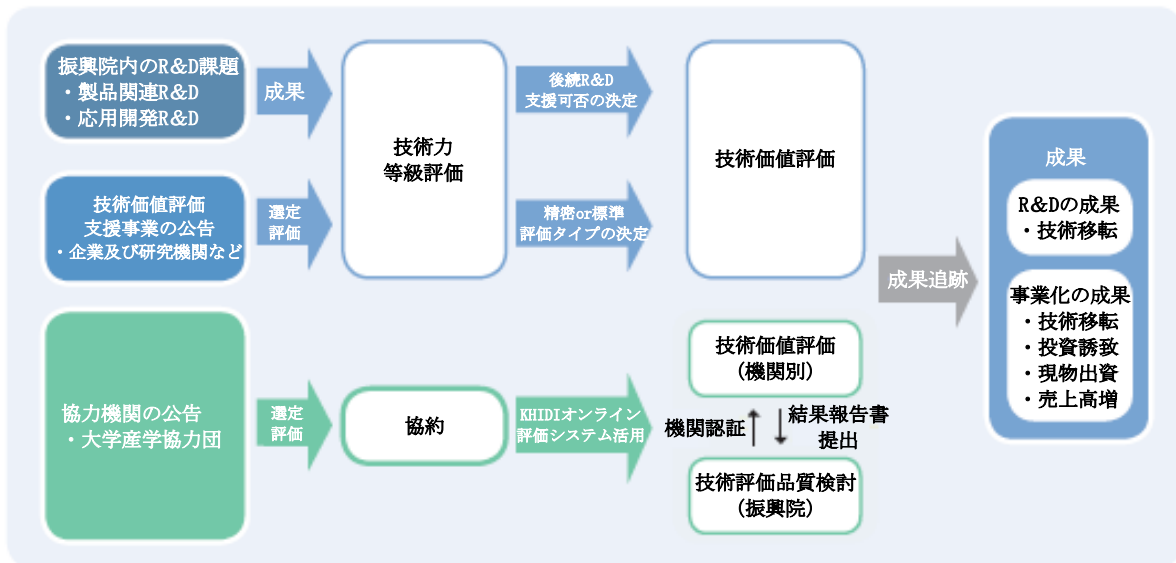 振興院内のR＆D課題
・製品関連R＆D
・応用開発R＆D
成果
技術力
等級評価
後続R＆D
支援可否の決定
技術価値評価
技術価値評価
支援事業の公告
・企業及び研究機関など
選定
評価
精密or標準
評価タイプの決定
成果追跡
成果
R＆Dの成果
・技術移転
事業化の成果
・技術移転
・投資誘致
・現物出資
・売上高増
協力機関の公告
・大学産学協力団
選定
評価
協約
KHIDIオンライン
評価システム活用
技術価値評価
(機関別)
機関認証
結果報告書
提出
技術評価品質検討
(振興院)